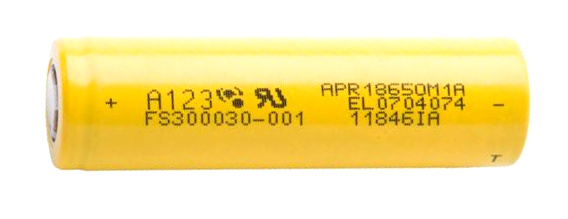 + A123 APR18650M1A
EL0704074 -
FS300030-001 11846IA
T